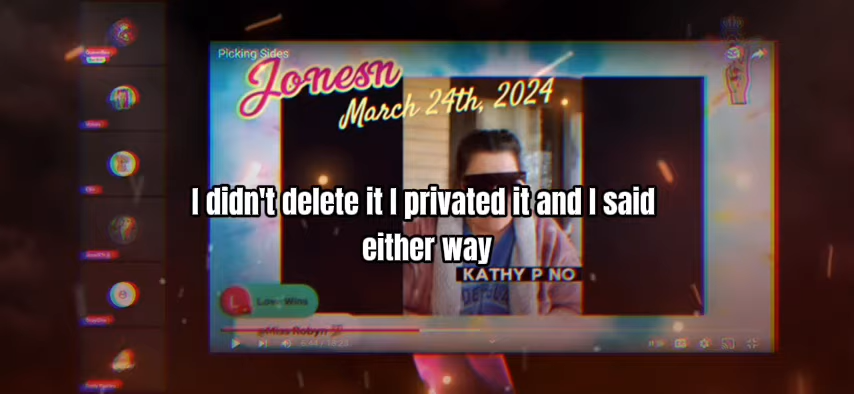 Picking Sides
Jonesn
March 24th, 2024
I didn't delete it I privated it and I said
either way
KATHY P NO
Love Wins
@Miss Robyn